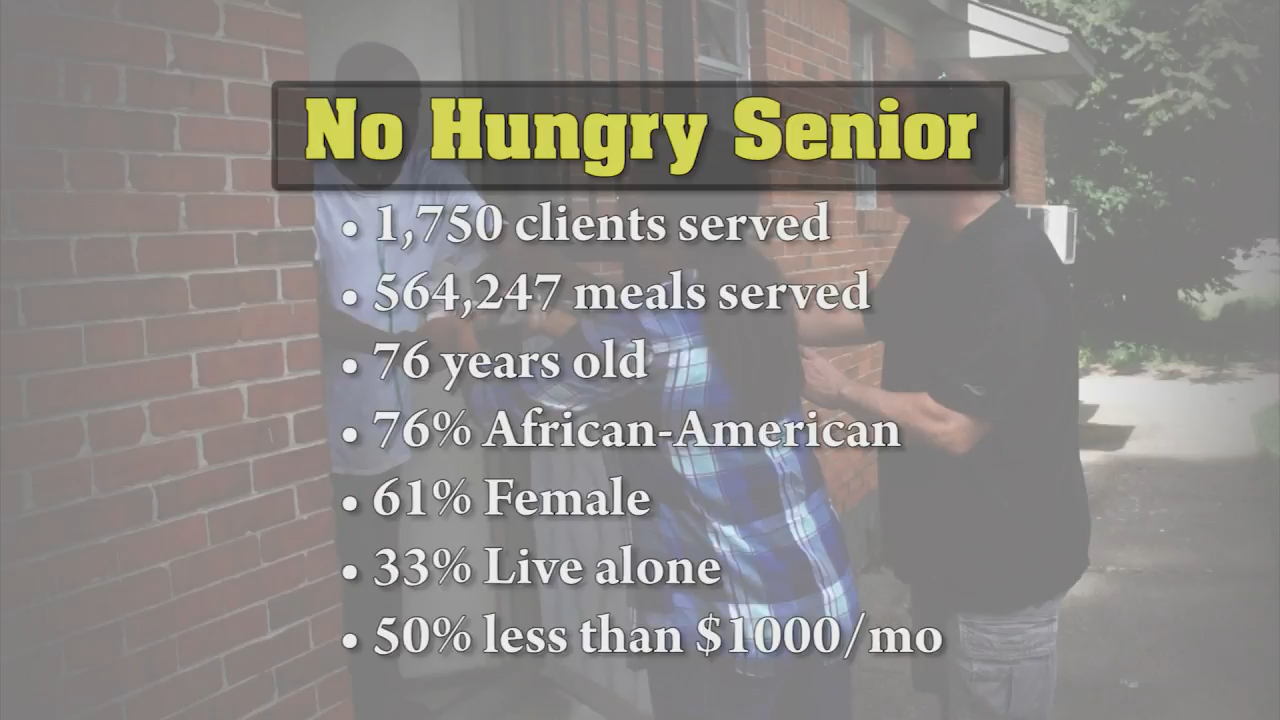 No Hungry Senior
• 1,750 clients served
• 564,247 meals served
• 76 years old
• 76% African-American
• 61% Female
• 33% Live alone
• 50% less than $1000/mo